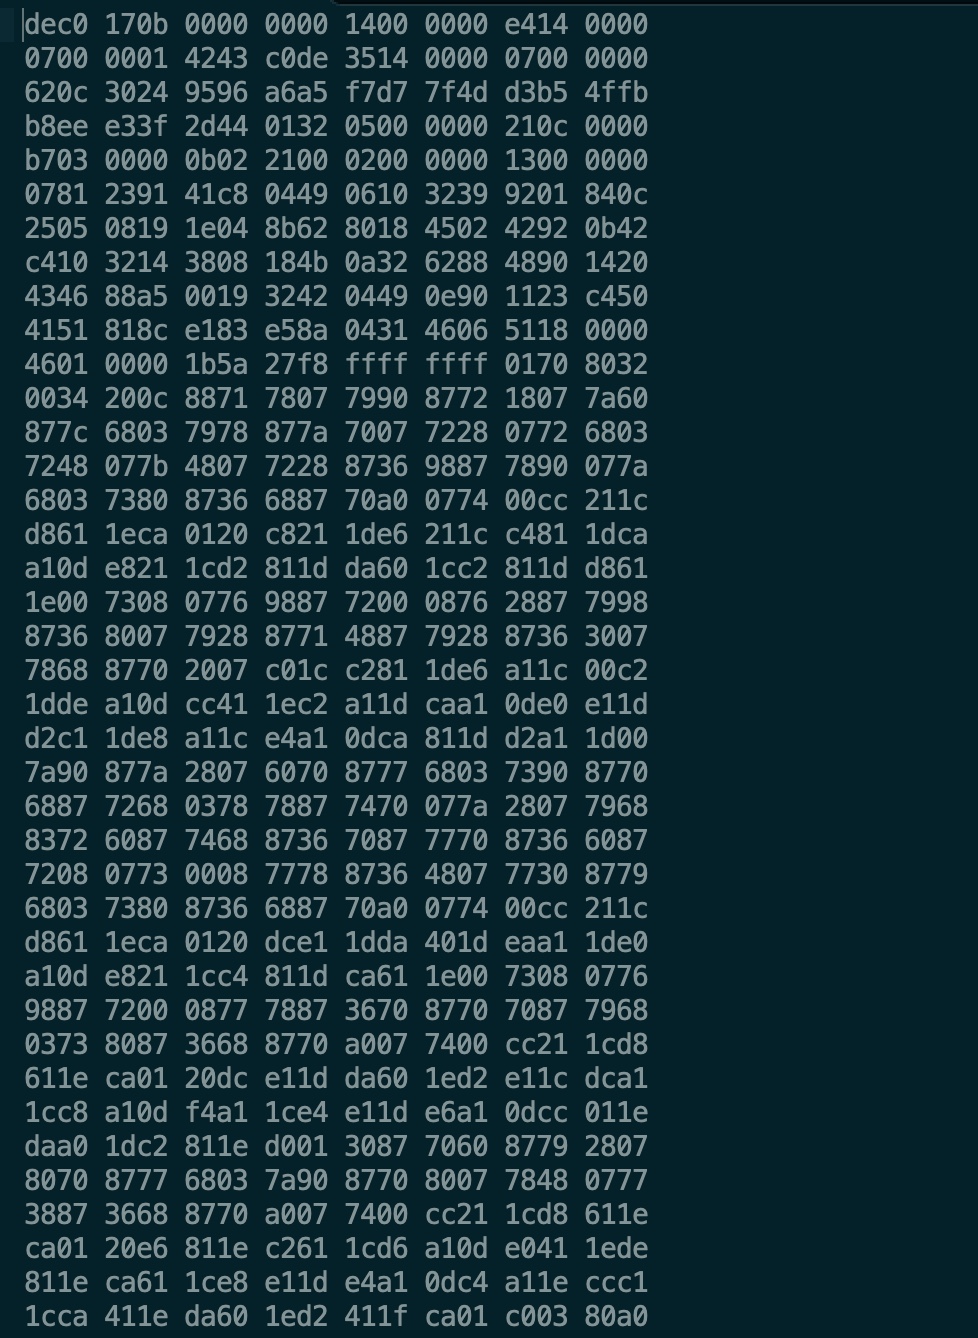 dec0 170b 0000 0000 1400 0000 e414 0000
0700 0001 4243 c0de 3514 0000 0700 0000
620c 3024 9596 a6a5 f7d7 7f4d d3b5 4ffb
b8ee e33f 2d44 0132 0500 0000 210c 0000
b703 0000 0b02 2100 0200 0000 1300 0000
0781 2391 41c8 0449 0610 3239 9201 840c
2505 0819 1e04 8b62 8018 4502 4292 0b42
c410 3214 3808 184b 0a32 6288 4890 1420
4346 88a5 0019 3242 0449 0e90 1123 c450
4151 818c e183 e58a 0431 4606 5118 0000
4601 0000 1b5a 27f8 ffff ffff 0170 8032
0034 200c 8871 7807 7990 8772 1807 7a60
877c 6803 7978 877a 7007 7228 0772 6803
7248 077b 4807 7228 8736 9887 7890 077a
6803 7380 8736 6887 70a0 0774 00cc 211c
d861 1eca 0120 c821 1de6 211c c481 1dca
a10d e821 1cd2 811d da60 1cc2 811d d861
1e00 7308 0776 9887 7200 0876 2887 7998
8736 8007 7928 8771 4887 7928 8736 3007
7868 8770 2007 c01c c281 1de6 a11c 00c2
1dde a10d cc41 1ec2 a11d caa1 0de0 e11d
d2c1 1de8 a11c e4a1 0dca 811d d2a1 1d00
7a90 877a 2807 6070 8777 6803 7390 8770
6887 7268 0378 7887 7470 077a 2807 7968
8372 6087 7468 8736 7087 7770 8736 6087
7208 0773 0008 7778 8736 4807 7730 8779
6803 7380 8736 6887 70a0 0774 00cc 211c
d861 1eca 0120 dce1 1dda 401d eaa1 1de0
a10d e821 1cc4 811d ca61 1e00 7308 0776
9887 7200 0877 7887 3670 8770 7087 7968
0373 8087 3668 8770 a007 7400 cc21 1cd8
611e ca01 20dc e11d da60 1ed2 e11c dca1
1cc8 a10d f4a1 1ce4 e11d e6a1 0dcc 011e
daa0 1dc2 811e d001 3087 7060 8779 2807
8070 8777 6803 7a90 8770 8007 7848 0777
3887 3668 8770 a007 7400 cc21 1cd8 611e
ca01 20e6 811e c261 1cd6 a10d e041 1ede
811e ca61 1ce8 e11d e4a1 0dc4 a11e ccc1
1cca 411e da60 1ed2 411f ca01 c003 80a0